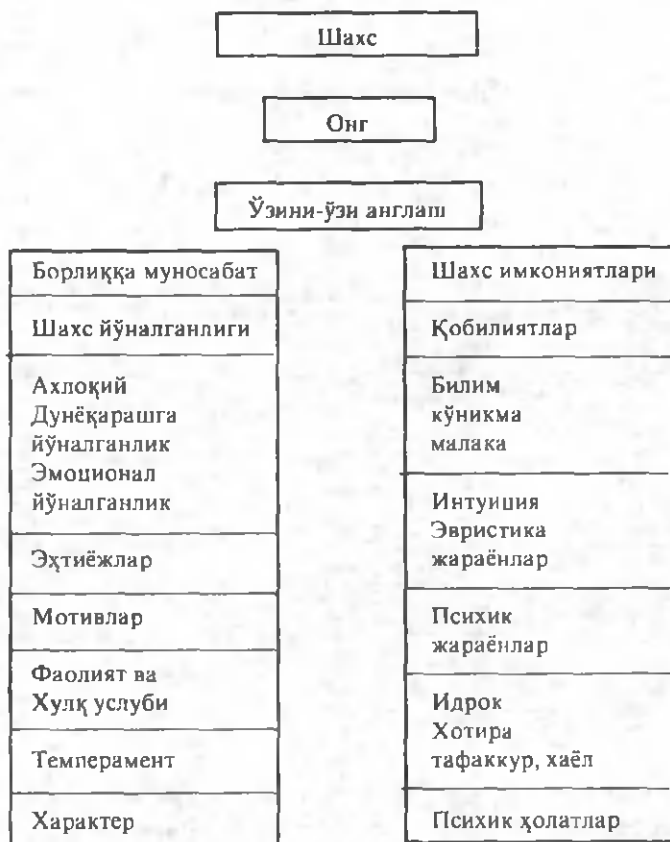 Шахс
Онг
Ўзини-ўзи англаш
Борлиққа муносабат
Шахс йўналганлиги
Ахлоқий
Дунёқарашга
йўналганлик
Эмоционал
йўналганлик
Эҳтиёжлар
Мотивлар
Фаолият ва
Хулқ услуби
Темперамент
Характер
Шахс имкониятлари
Қобилиятлар
Билим
кўникма
малака
Интуиция
Эвристика
жараёнлар
Психик
жараёнлар
Идрок
Хотира
тафаккур, хаёл
Психик ҳолатлар